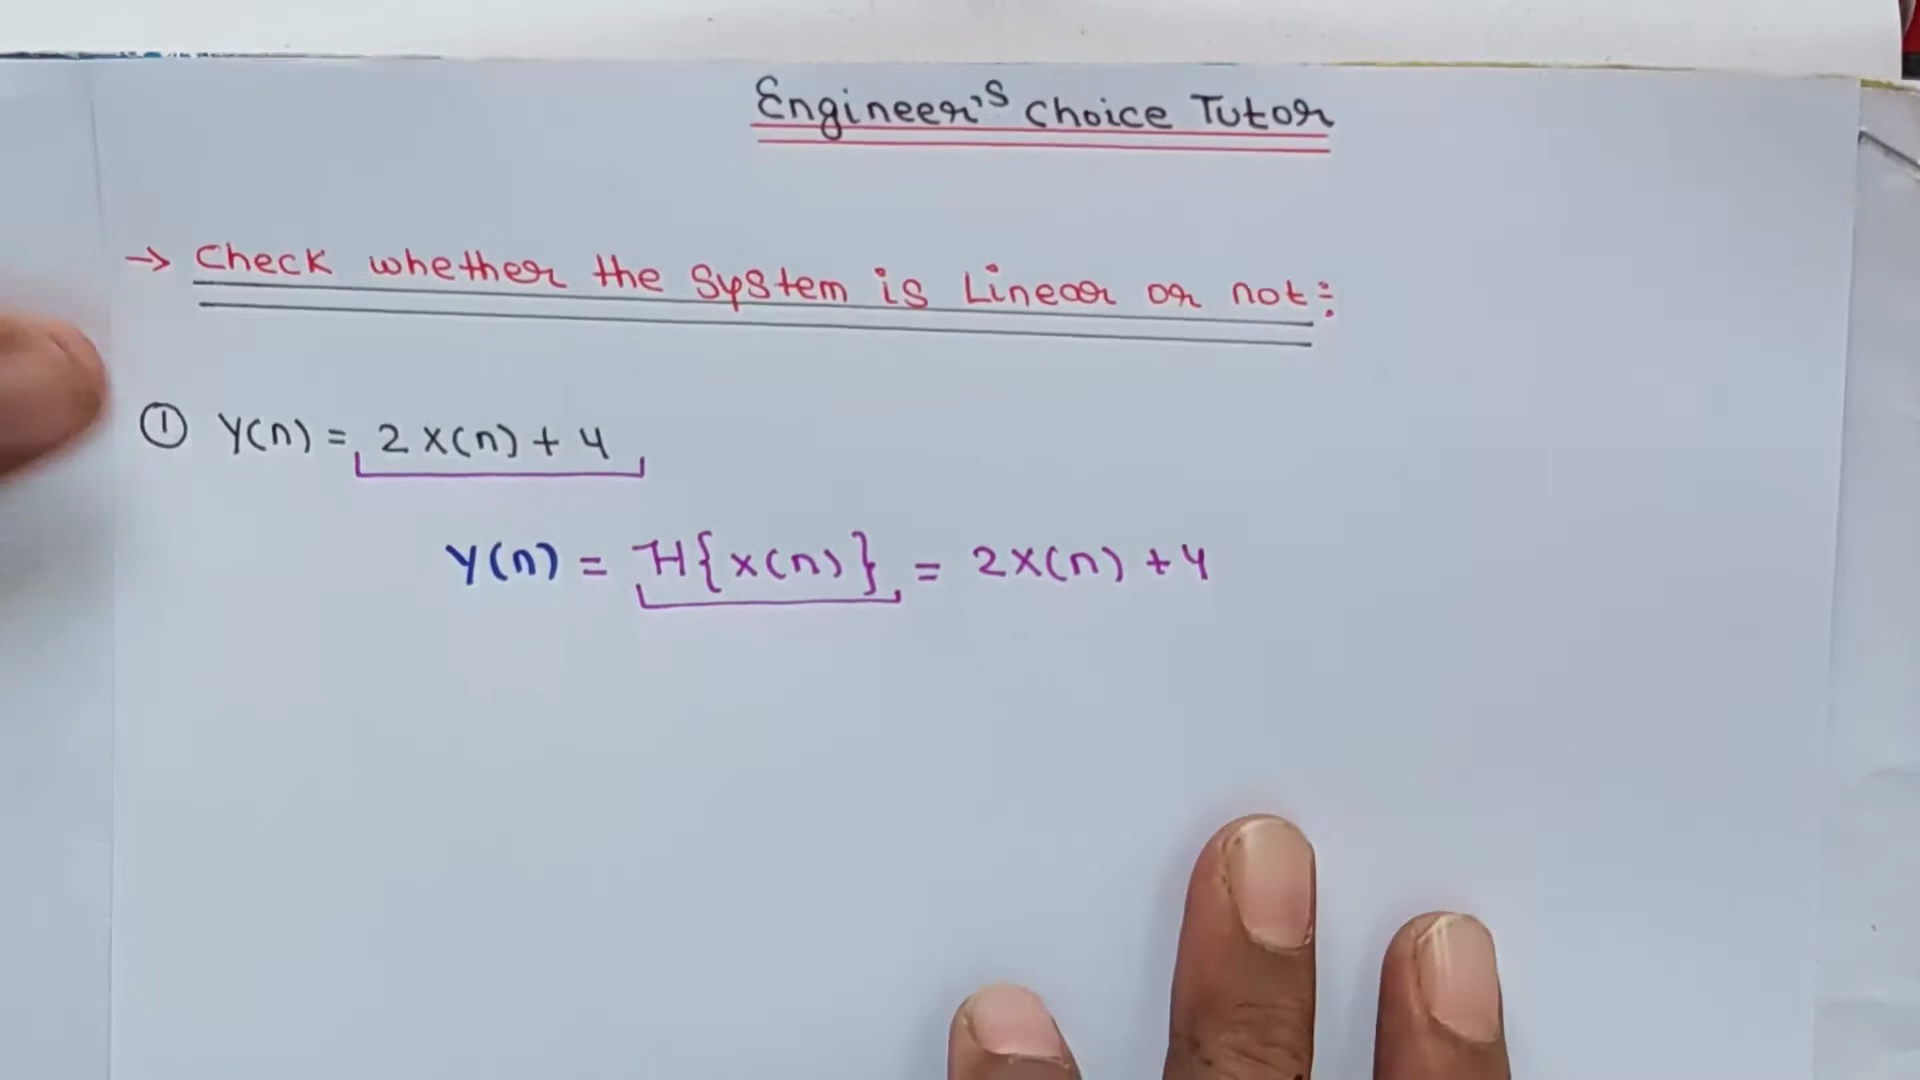 Engineer's Choice Tutor
→ Check whether the System is Linear or not:
① Y(n) = 2x(n) + 4
Y(n) = H{x(n)} = 2x(n) + 4